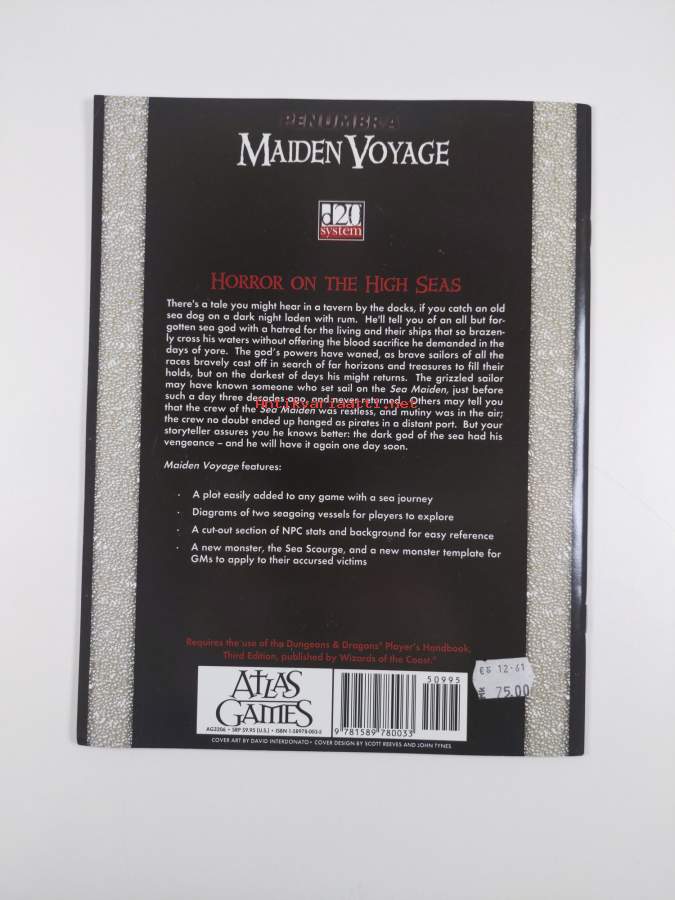 PENUMBRA
MAIDEN VOYAGE
d20
system
HORROR ON THE HIGH SEAS
There's a tale you might hear in a tavern by the docks, if you catch an old
sea dog on a dark night laden with rum. He'll tell you of an all but for-
gotten sea god with a hatred for the living and their ships that so brazen-
ly cross his waters without offering the blood sacrifice he demanded in the
days of yore. The god's powers have waned, as brave sailors of all the
races bravely cast off in search of far horizons and treasures to fill their
holds, but on the darkest of days his might returns. The grizzled sailor
may have known someone who set sail on the Sea Maiden, just before
such a day three decades ago, and never returned. Others may tell you
Antikvariaatti.net
that the crew of the Sea Maiden was restless, and mutiny was in the air;
the crew no doubt ended up hanged as pirates in a distant port. But your
storyteller assures you he knows better: the dark god of the sea had his
vengeance – and he will have it again one day soon.
Maiden Voyage features:
· A plot easily added to any game with a sea journey
· Diagrams of two seagoing vessels for players to explore
· A cut-out section of NPC stats and background for easy reference
· A new monster, the Sea Scourge, and a new monster template for
GMs to apply to their accursed victims
Requires the use of the Dungeons & Dragons® Player's Handbook,
Third Edition, published by Wizards of the Coast.®
ATLAS
GAMES
AG3206 • SRP $9.95 (U.S.) • ISBN 1-58978-003-2
50995
9 781589 780033
€€ 12.61
mk 75.00
COVER ART BY DAVID INTERDONATO • COVER DESIGN BY SCOTT REEVES AND JOHN TYNES